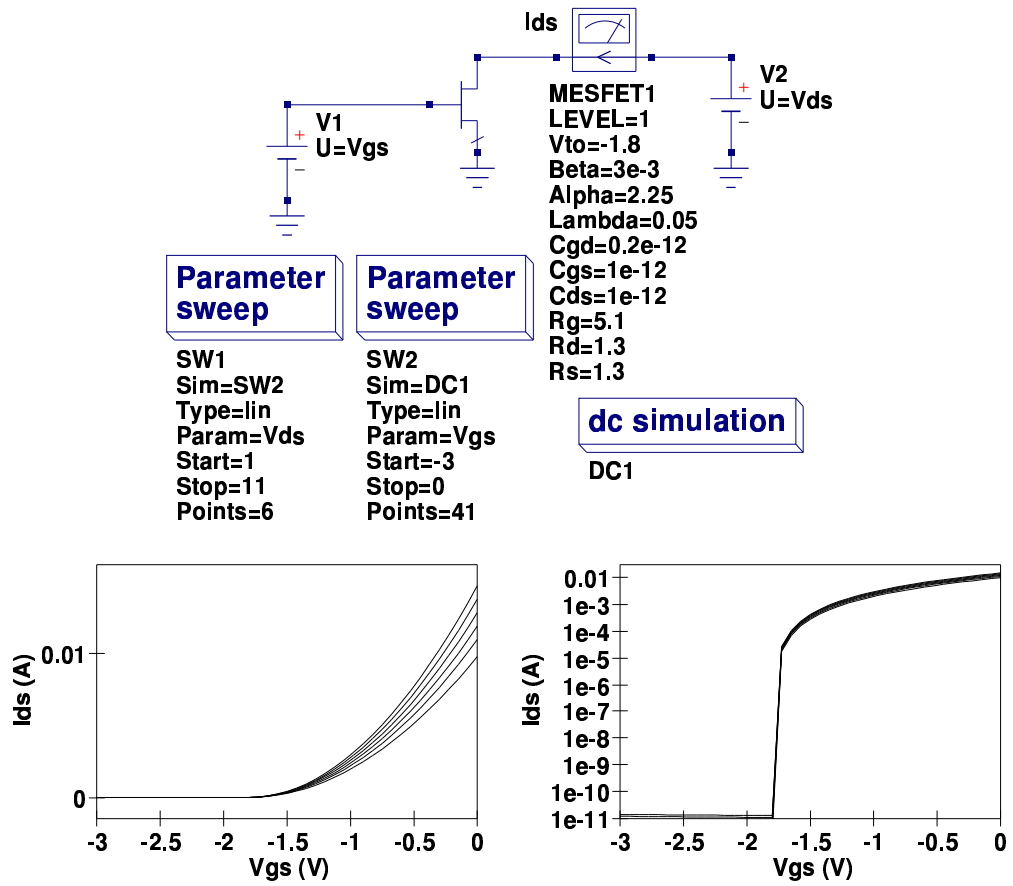 Ids
V1
U=Vgs
V2
U=Vds
MESFET1
LEVEL=1
Vto=-1.8
Beta=3e-3
Alpha=2.25
Lambda=0.05
Cgd=0.2e-12
Cgs=1e-12
Cds=1e-12
Rg=5.1
Rd=1.3
Rs=1.3
Parameter
sweep
SW1
Sim=SW2
Type=lin
Param=Vds
Start=1
Stop=11
Points=6
Parameter
sweep
SW2
Sim=DC1
Type=lin
Param=Vgs
Start=-3
Stop=0
Points=41
dc simulation
DC1
Ids (A)
0.01
0
-3 -2.5 -2 -1.5 -1 -0.5 0
Vgs (V)
Ids (A)
0.01
1e-3
1e-4
1e-5
1e-6
1e-7
1e-8
1e-9
1e-10
1e-11
-3 -2.5 -2 -1.5 -1 -0.5 0
Vgs (V)